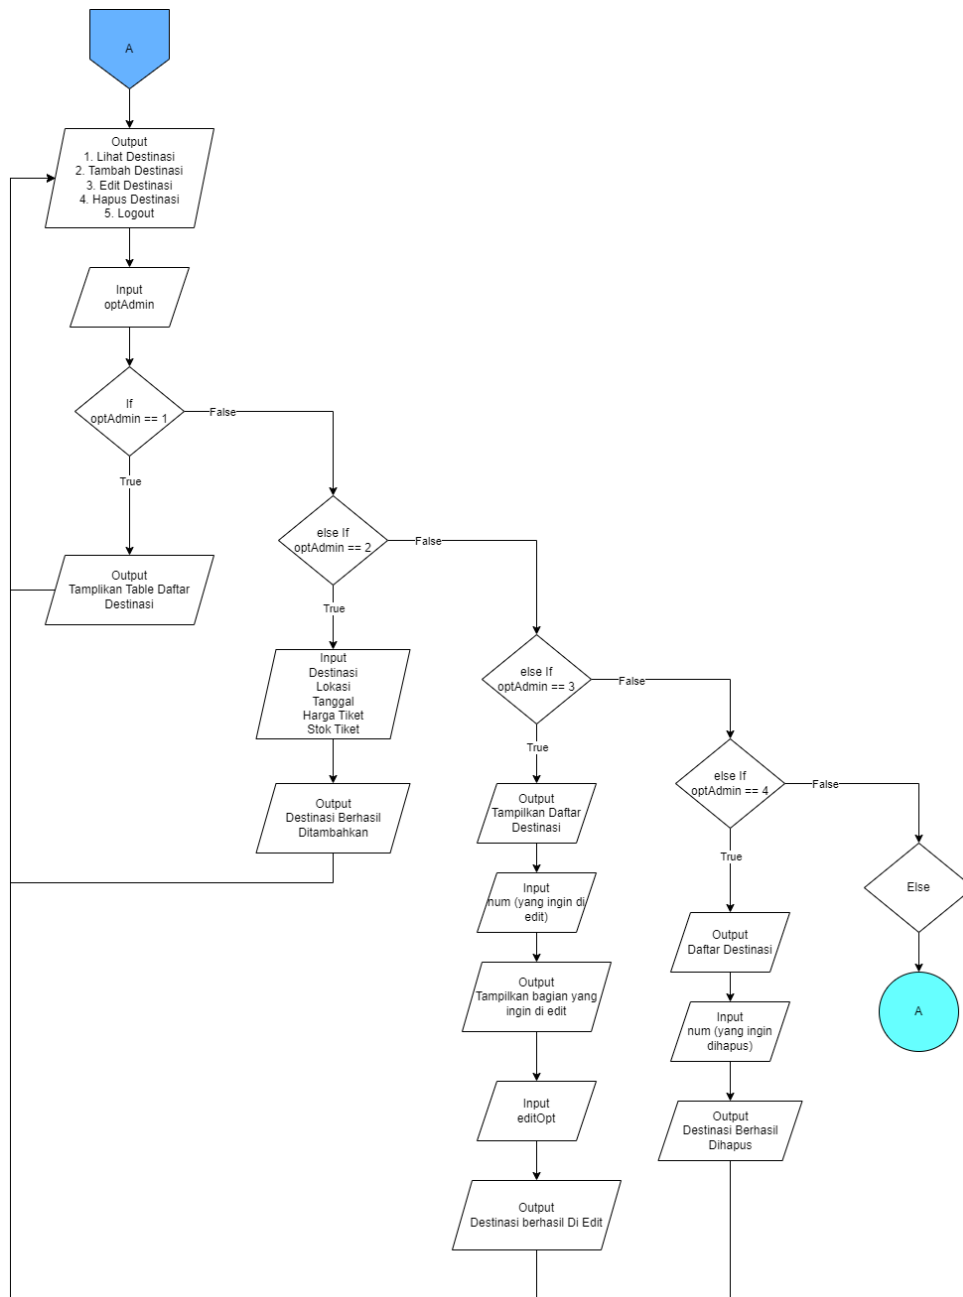 A
Output
1. Lihat Destinasi
2. Tambah Destinasi
3. Edit Destinasi
4. Hapus Destinasi
5. Logout
Input
optAdmin
If
optAdmin == 1
False
True
Output
Tamplikan Table Daftar
Destinasi
else If
optAdmin == 2
False
True
Input
Destinasi
Lokasi
Tanggal
Harga Tiket
Stok Tiket
Output
Destinasi Berhasil
Ditambahkan
else If
optAdmin == 3
False
True
Output
Tampilkan Daftar
Destinasi
Input
num (yang ingin di
edit)
Output
Tampilkan bagian yang
ingin di edit
Input
editOpt
Output
Destinasi berhasil Di Edit
else If
optAdmin == 4
False
True
Output
Daftar Destinasi
Input
num (yang ingin
dihapus)
Output
Destinasi Berhasil
Dihapus
Else
A